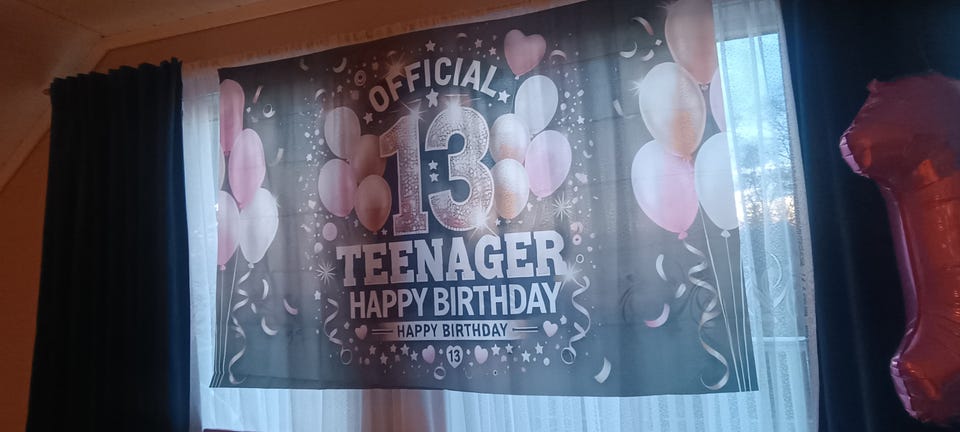 OFFICIAL
13
TEENAGER
HAPPY BIRTHDAY
HAPPY BIRTHDAY
13